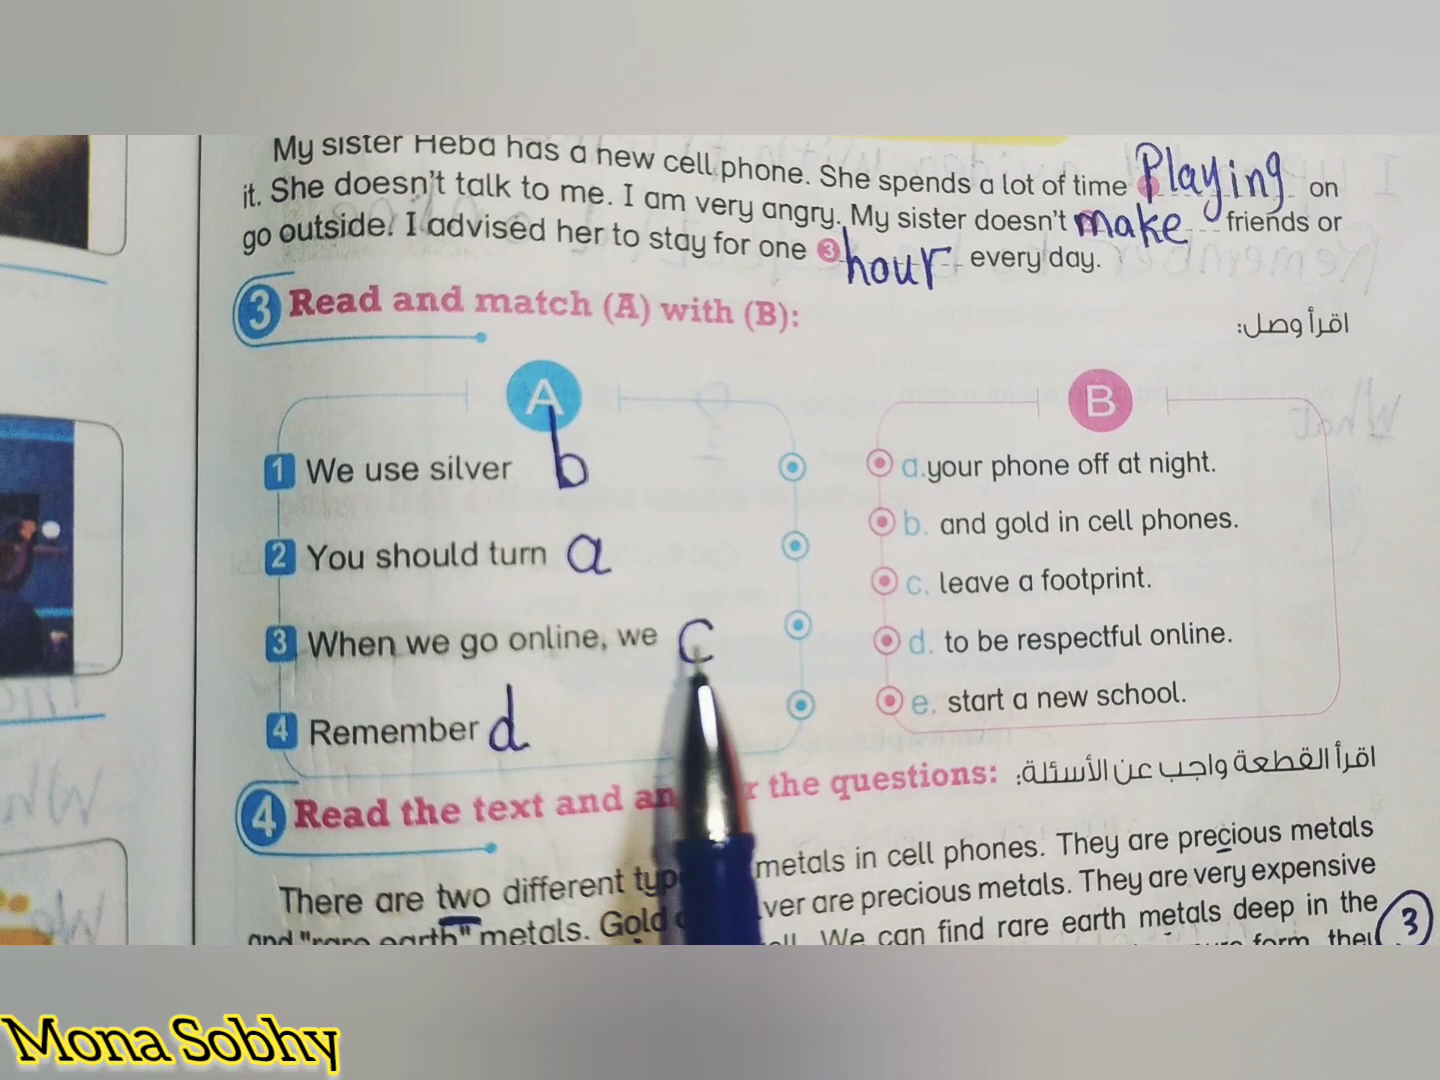 My sister Heba has a new cell phone. She spends a lot of time Playing on
it. She doesn't talk to me. I am very angry. My sister doesn't make friends or
go outside. I advised her to stay for one 3 hour every day.
3 Read and match (A) with (B):
اقرأ وصل:
A
B
1 We use silver b
a. your phone off at night.
2 You should turn a
b. and gold in cell phones.
3 When we go online, we c
c. leave a footprint.
4 Remember d
d. to be respectful online.
e. start a new school.
4 Read the text and the questions:
اقرأ القطعة واجب عن الأسئلة:
There are two different metals in cell phones. They are precious metals
and "rare earth" metals. Gold are precious metals. They are very expensive
We can find rare earth metals deep in the
form, they
3
Mona Sobhy